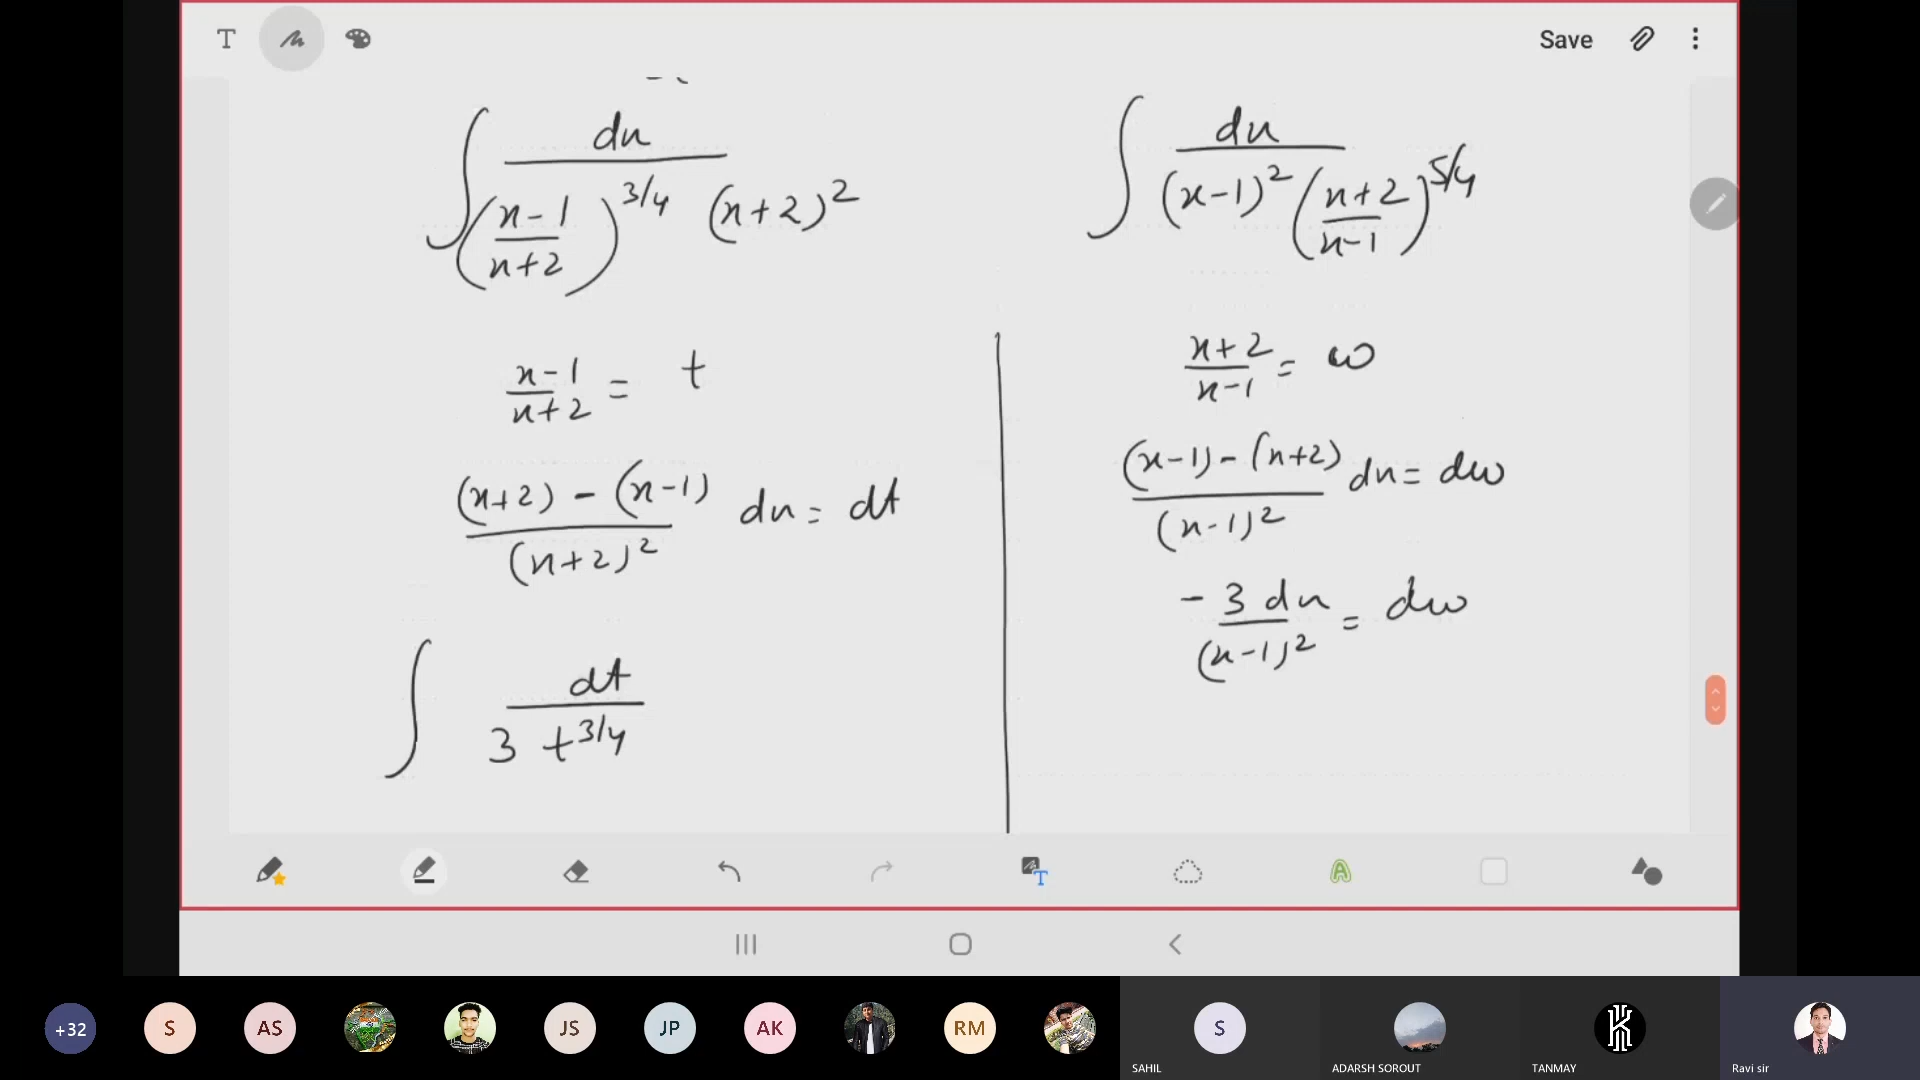 T Save
∫ dx / ((x-1)/(x+2))^3/4 (x+2)^2
(x-1)/(x+2) = t
((x+2) - (x-1))/(x+2)^2 dx = dt
∫ dt / 3 t^3/4
∫ dx / (x-1)^2 ((x+2)/(x-1))^5/4
(x+2)/(x-1) = w
((x-1) - (x+2))/(x-1)^2 dx = dw
-3 dx/(x-1)^2 = dw
T A
+32 S AS JS JP AK RM S
SAHIL ADARSH SOROUT TANMAY Ravi sir